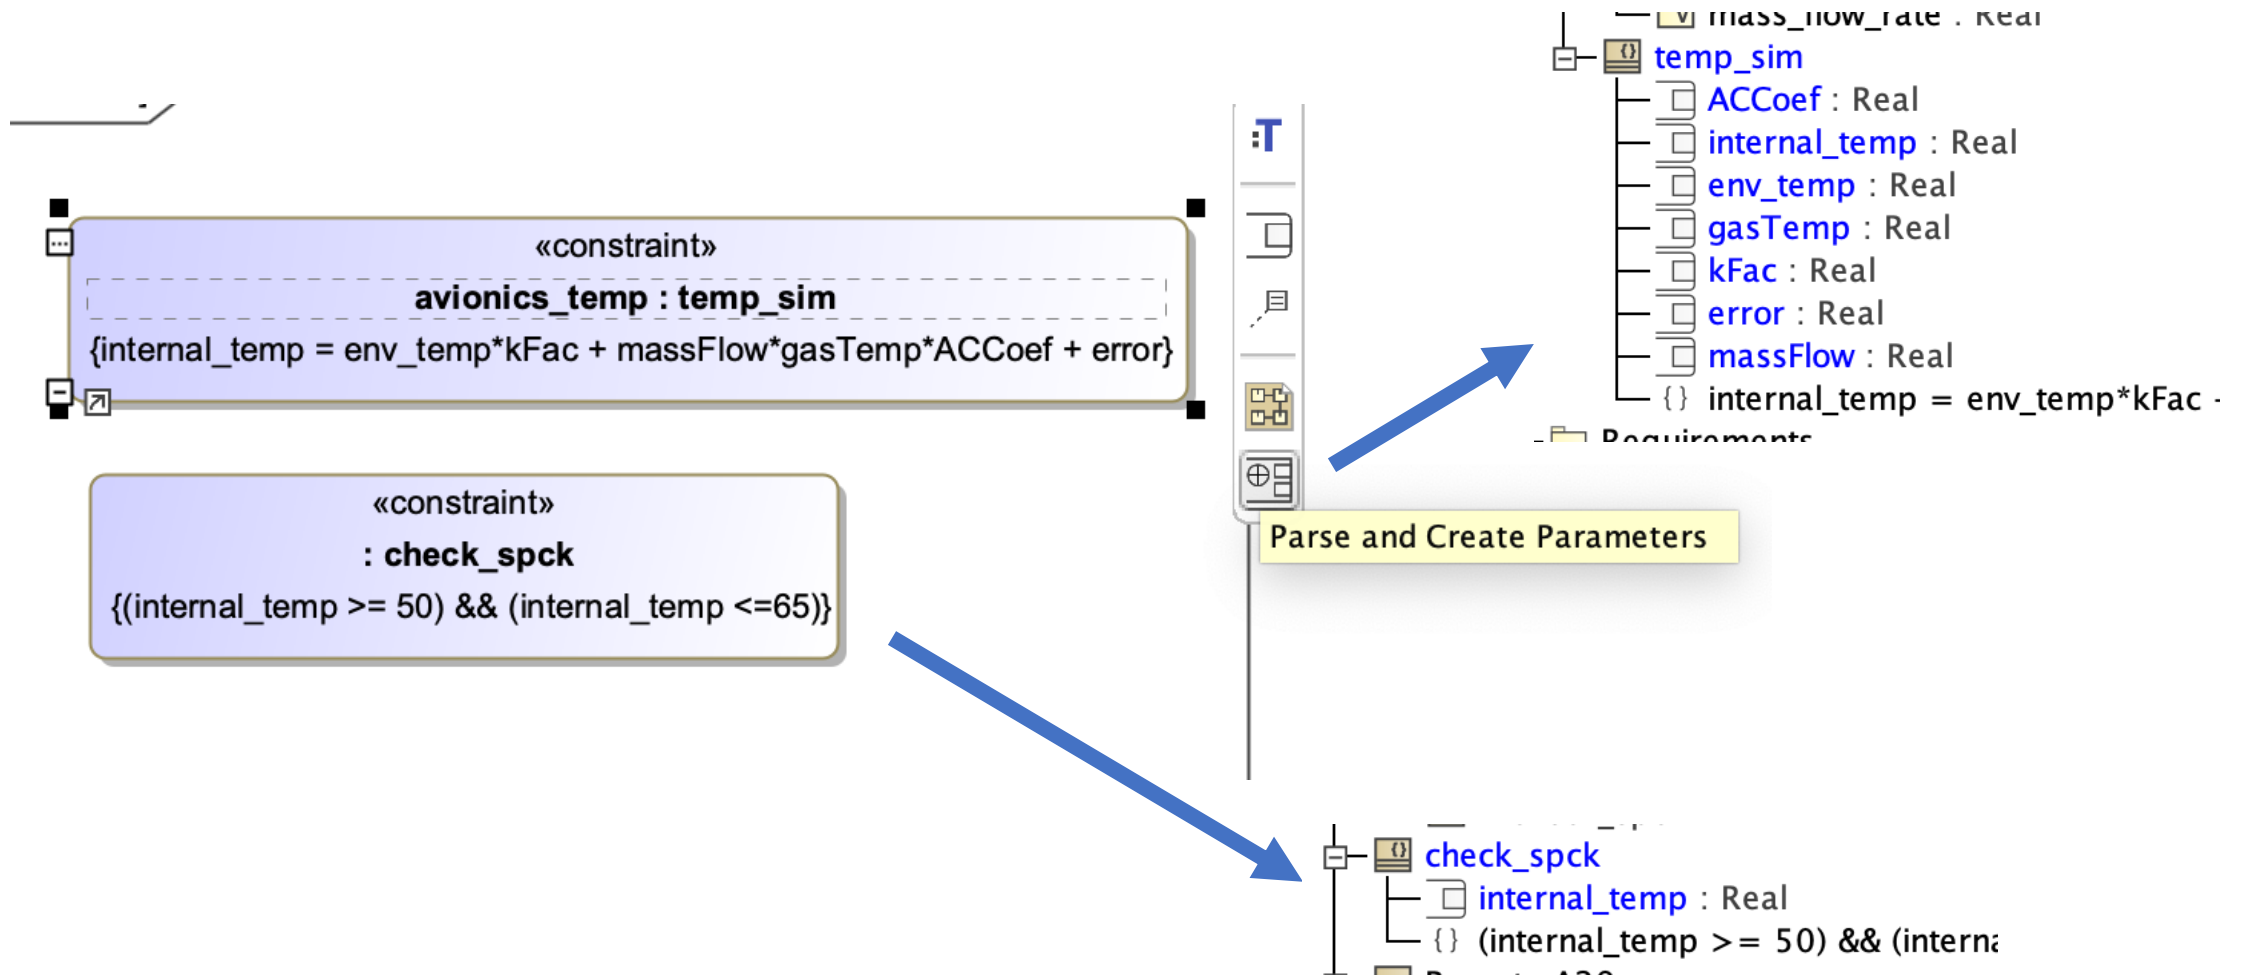 «constraint»
avionics_temp : temp_sim
{internal_temp = env_temp*kFac + massFlow*gasTemp*ACCoef + error}
«constraint»
: check_spck
{(internal_temp >= 50) && (internal_temp <=65)}
:T
Parse and Create Parameters
mass_flow_rate : Real
temp_sim
ACCoef : Real
internal_temp : Real
env_temp : Real
gasTemp : Real
kFac : Real
error : Real
massFlow : Real
{} internal_temp = env_temp*kFac
Requirements
check_spck
internal_temp : Real
{} (internal_temp >= 50) && (interna